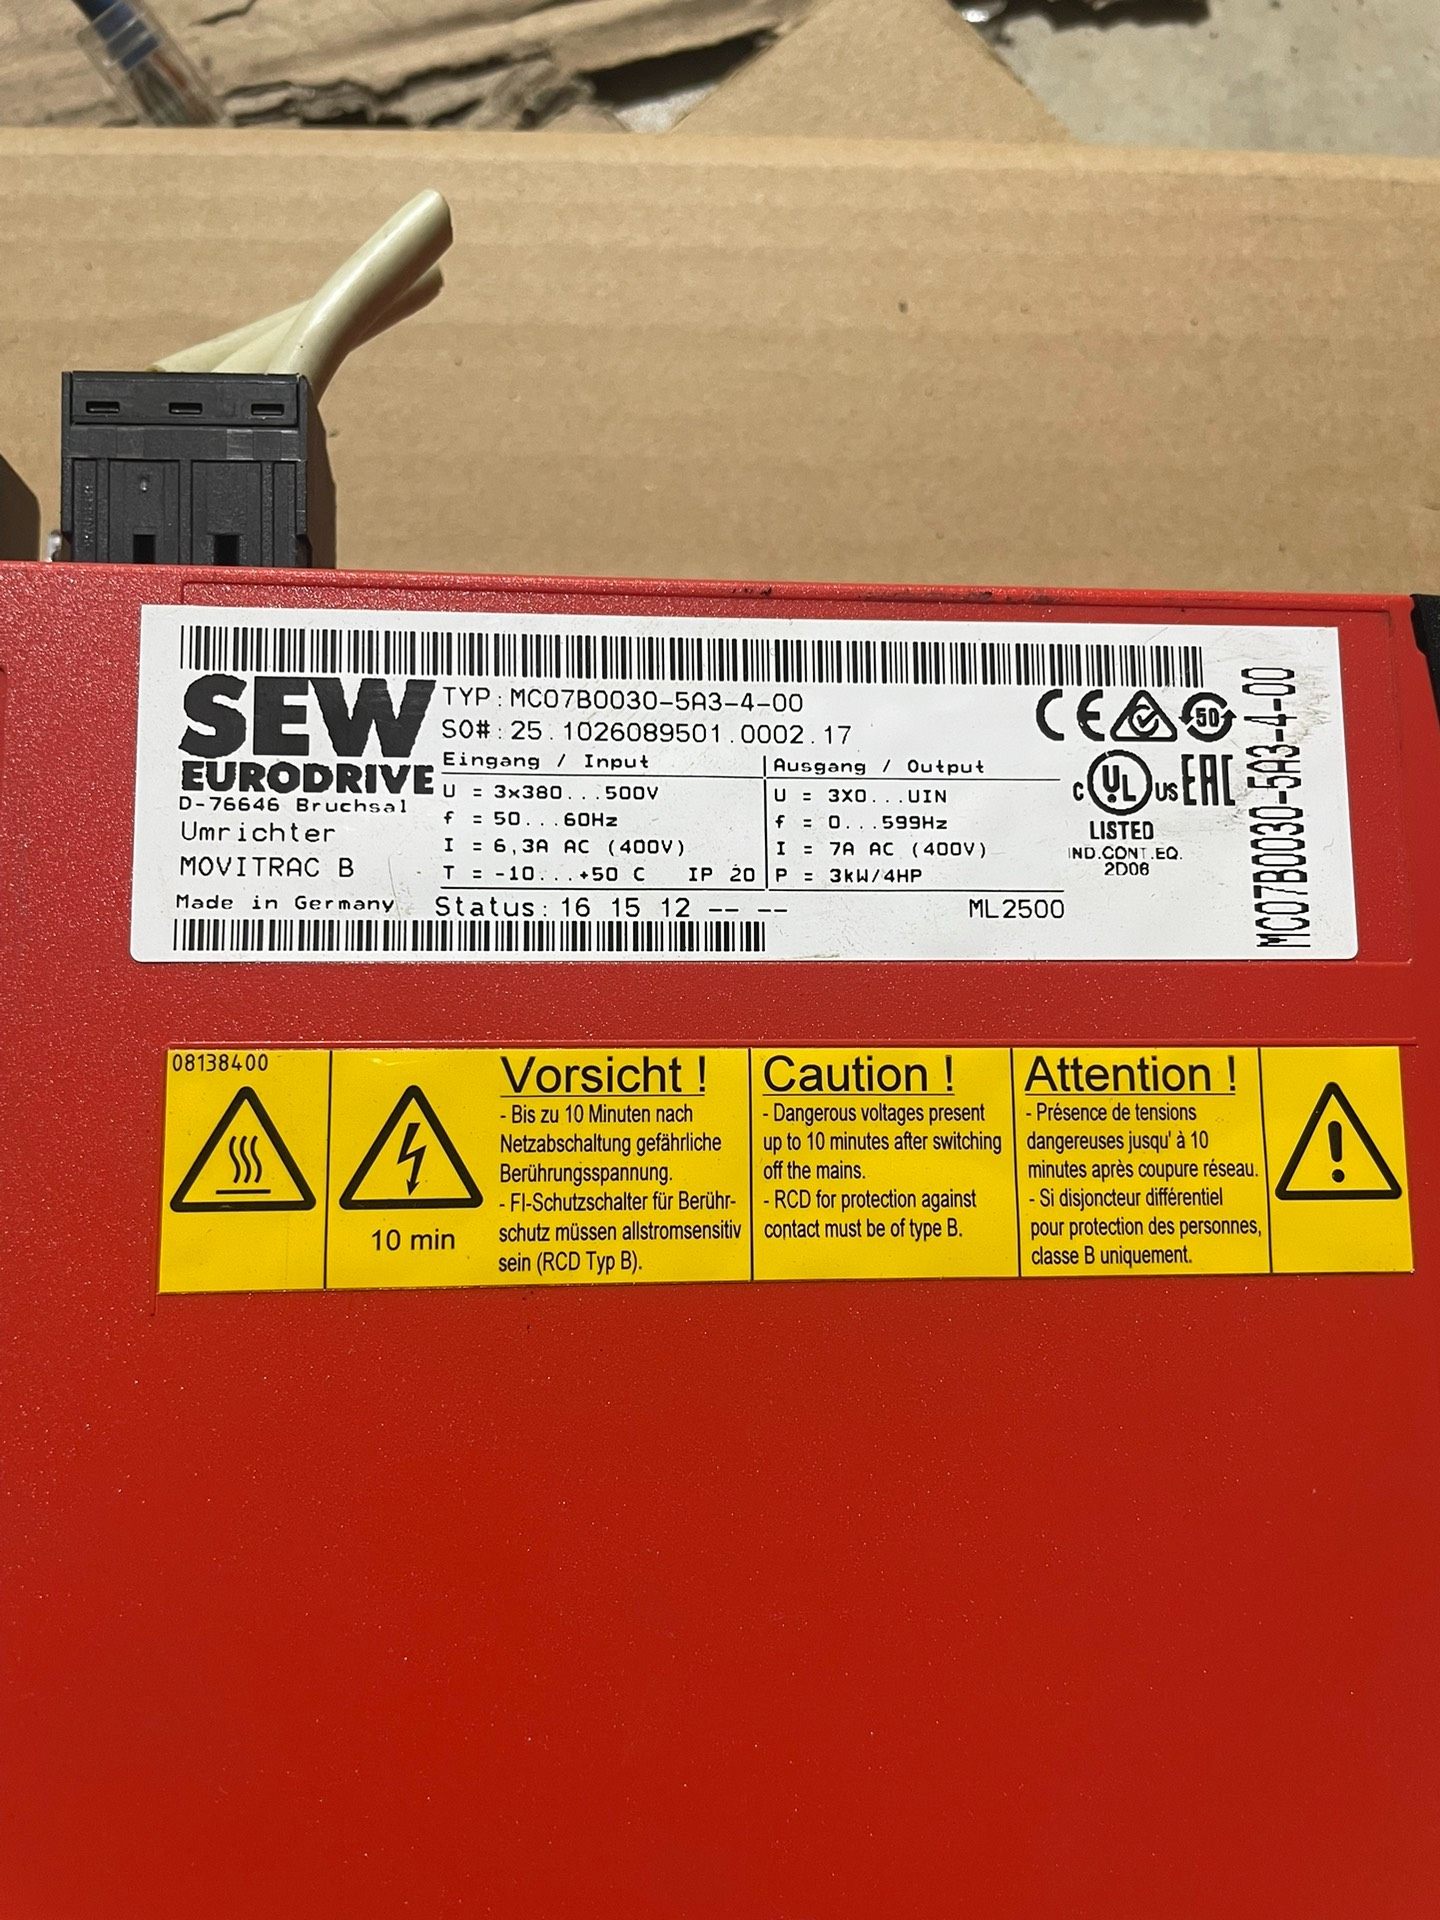 SEW
EURODRIVE
D-76646 Bruchsal
Umrichter
MOVITRAC B
Made in Germany
TYP: MC07B0030-5A3-4-00
SO#: 25.1026089501.0002.17
Eingang / Input
U = 3x380...500V
f = 50...60Hz
I = 6,3A AC (400V)
T = -10...+50 C IP 20
Ausgang / Output
U = 3X0...UIN
f = 0...599Hz
I = 7A AC (400V)
P = 3kW/4HP
Status: 16 15 12 -- --
ML2500
CE
50
C UL US
LISTED
IND.CONT.EQ.
2D06
EAC
MC07B0030-5A3-4-00
08138400
10 min
Vorsicht !
- Bis zu 10 Minuten nach
Netzabschaltung gefährliche
Berührungsspannung.
- FI-Schutzschalter für Berühr-
schutz müssen allstromsensitiv
sein (RCD Typ B).
Caution !
- Dangerous voltages present
up to 10 minutes after switching
off the mains.
- RCD for protection against
contact must be of type B.
Attention !
- Présence de tensions
dangereuses jusqu' à 10
minutes après coupure réseau.
- Si disjoncteur différentiel
pour protection des personnes,
classe B uniquement.